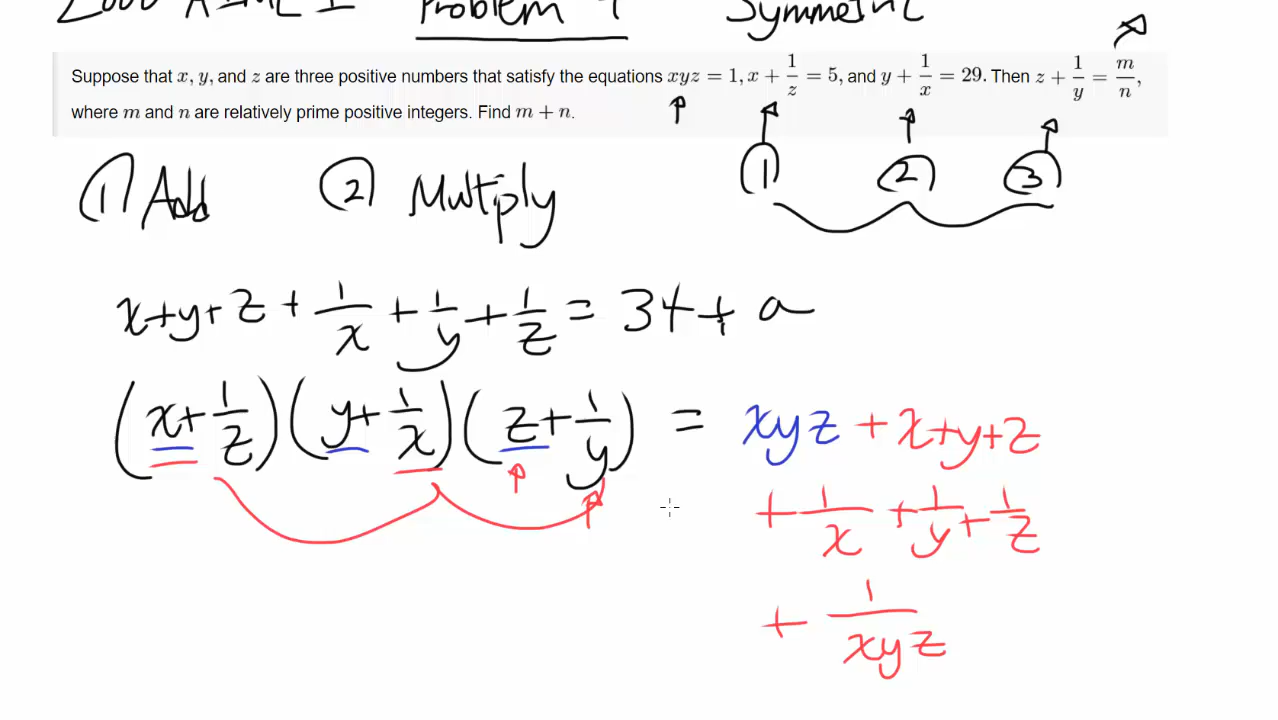 Problem
Suppose that x, y, and z are three positive numbers that satisfy the equations xyz = 1, x + 1/z = 5, and y + 1/x = 29. Then z + 1/y = m/n,
where m and n are relatively prime positive integers. Find m + n.
① ② ③
① Add ② Multiply
x+y+z + 1/x + 1/y + 1/z = 34 + a
(x + 1/z)(y + 1/x)(z + 1/y) = xyz + x+y+z
+ 1/x + 1/y + 1/z
+ 1/xyz